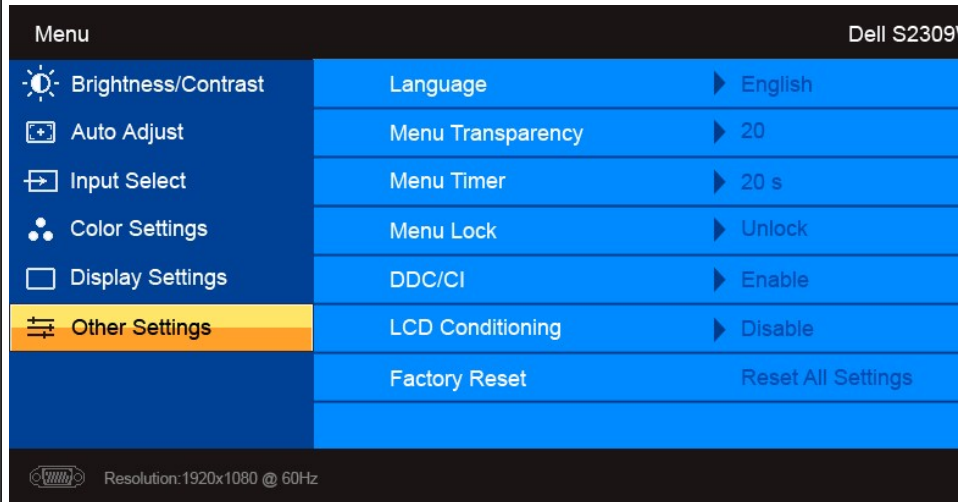 Menu Dell S2309
Brightness/Contrast Language English
Auto Adjust Menu Transparency 20
Input Select Menu Timer 20 s
Color Settings Menu Lock Unlock
Display Settings DDC/CI Enable
Other Settings LCD Conditioning Disable
Factory Reset Reset All Settings
Resolution:1920x1080 @ 60Hz